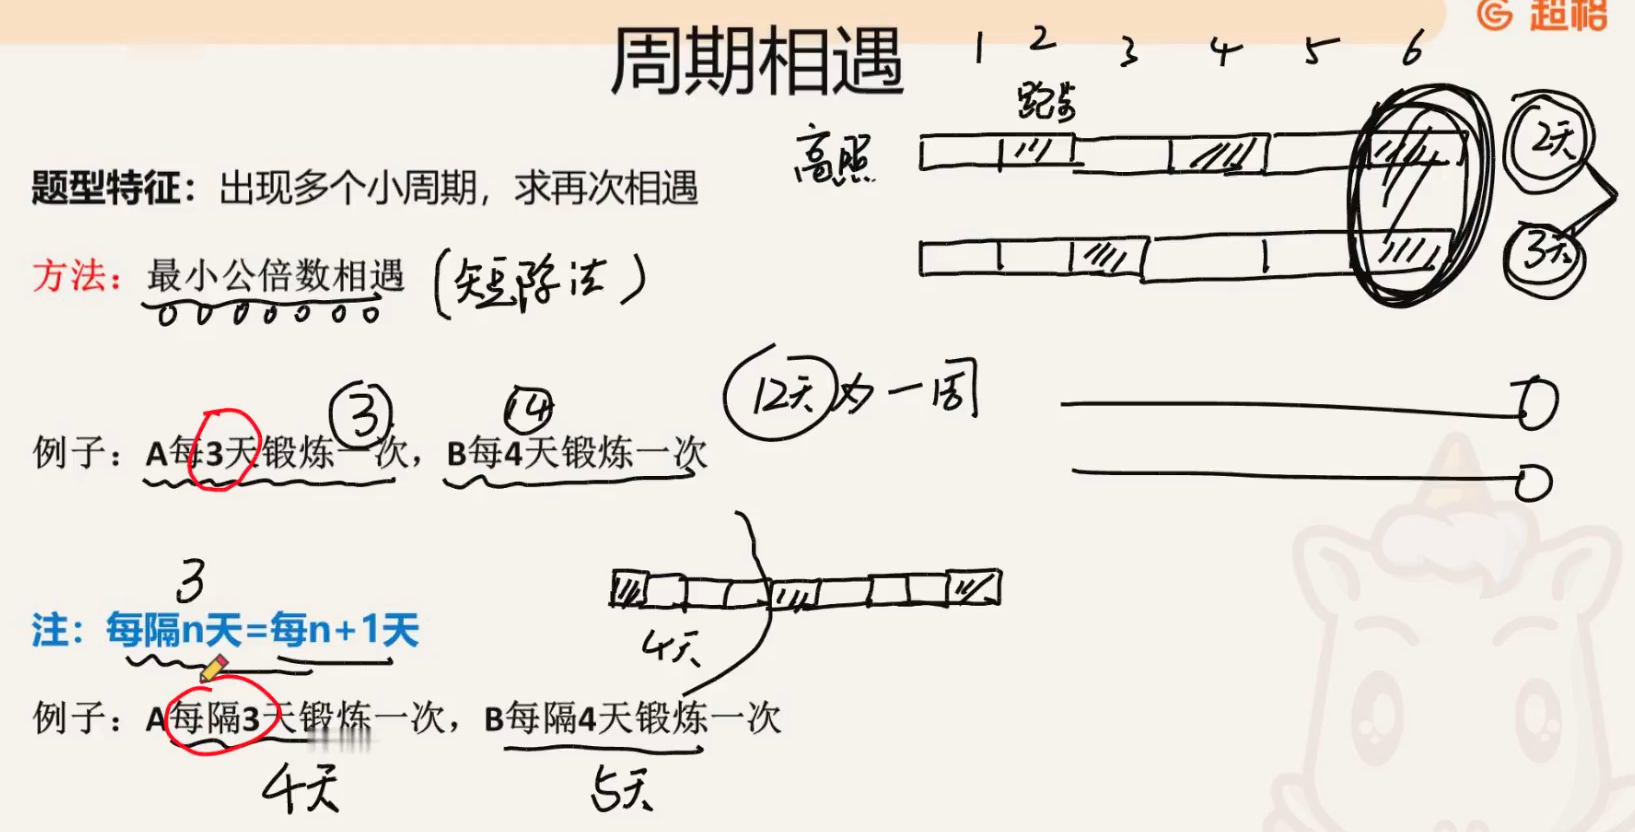 超格
周期相遇
1 2 3 4 5 6
跑步
高照
2天
题型特征：出现多个小周期，求再次相遇
3天
方法：最小公倍数相遇（短除法）
3 4 12天为一周
例子：A每3天锻炼一次，B每4天锻炼一次
3
注：每隔n天=每n+1天
4天
例子：A每隔3天锻炼一次，B每隔4天锻炼一次
4天 5天